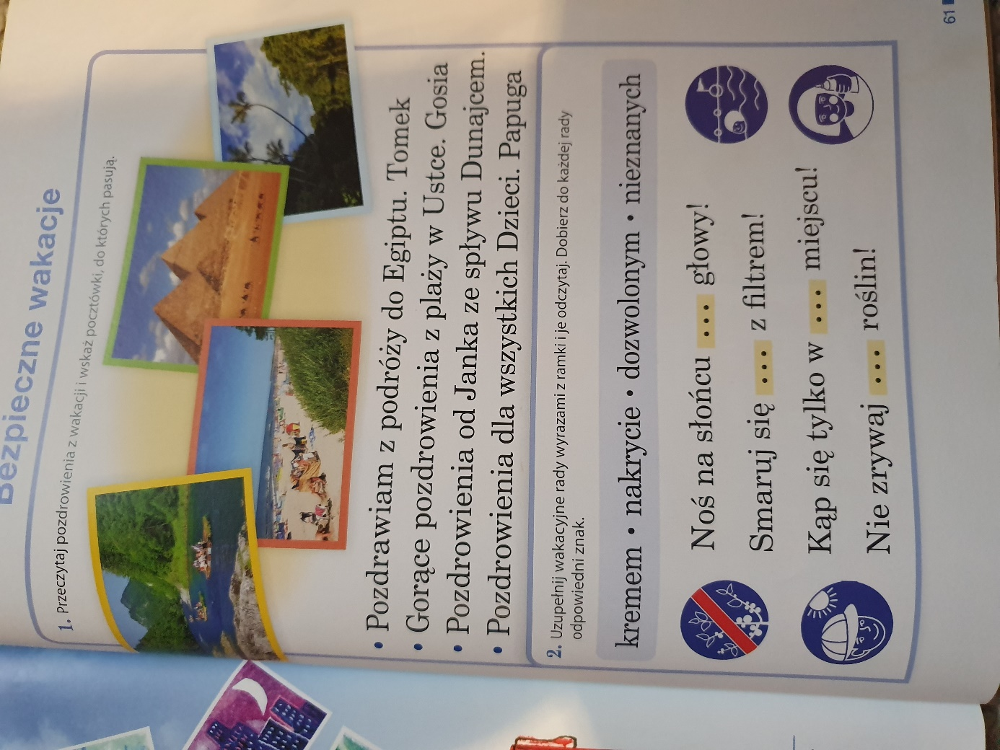 Bezpieczne wakacje
1. Przeczytaj pozdrowienia z wakacji i wskaż pocztówki, do których pasują.
• Pozdrawiam z podróży do Egiptu. Tomek
• Gorące pozdrowienia z plaży w Ustce. Gosia
• Pozdrowienia od Janka ze spływu Dunajcem.
• Pozdrowienia dla wszystkich Dzieci. Papuga
2. Uzupełnij wakacyjne rady wyrazami z ramki i je odczytaj. Dobierz do każdej rady
odpowiedni znak.
kremem • nakrycie • dozwolonym • nieznanych
Noś na słońcu .... głowy!
Smaruj się .... z filtrem!
Kąp się tylko w .... miejscu!
Nie zrywaj .... roślin!
61